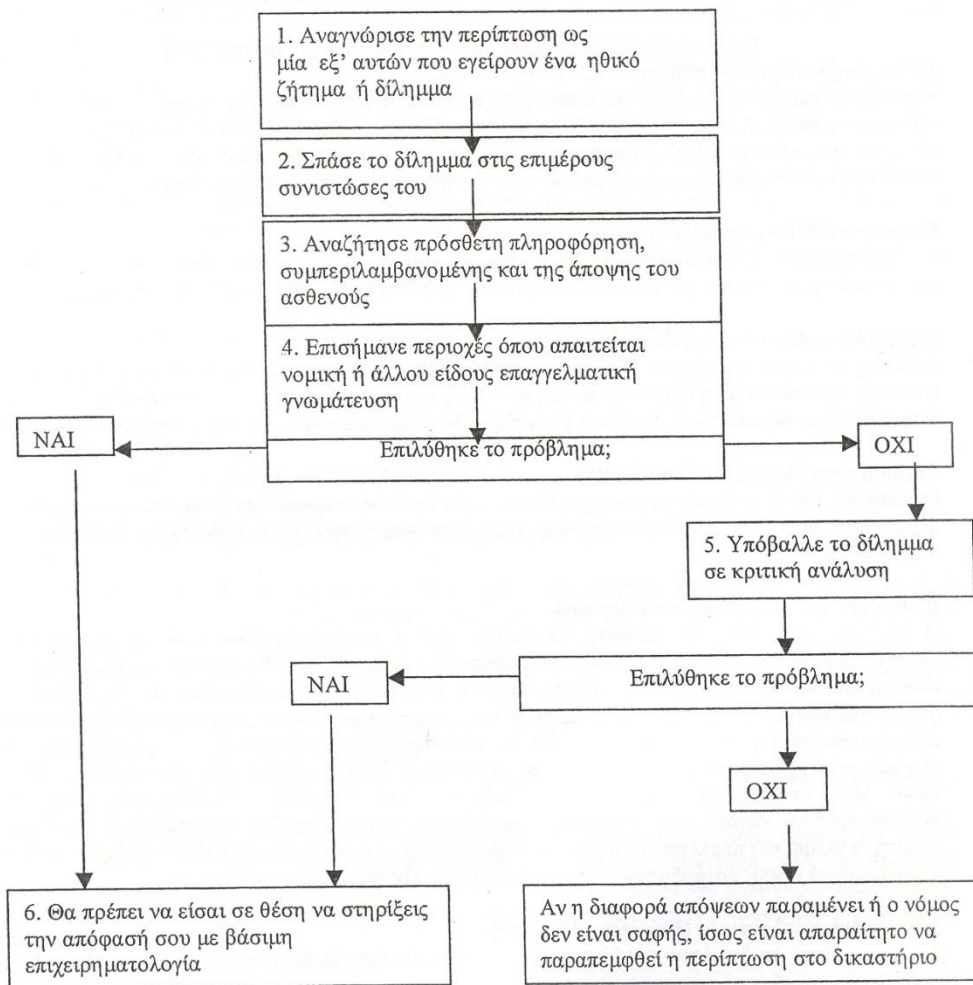 1. Αναγνώρισε την περίπτωση ως
μία εξ’ αυτών που εγείρουν ένα ηθικό
ζήτημα ή δίλημμα
2. Σπάσε το δίλημμα στις επιμέρους
συνιστώσες του
3. Αναζήτησε πρόσθετη πληροφόρηση,
συμπεριλαμβανομένης και της άποψης του
ασθενούς
4. Επισήμανε περιοχές όπου απαιτείται
νομική ή άλλου είδους επαγγελματική
γνωμάτευση
ΝΑΙ
Επιλύθηκε το πρόβλημα;
ΟΧΙ
5. Υπόβαλλε το δίλημμα
σε κριτική ανάλυση
ΝΑΙ
Επιλύθηκε το πρόβλημα;
ΟΧΙ
6. Θα πρέπει να είσαι σε θέση να στηρίξεις
την απόφασή σου με βάσιμη
επιχειρηματολογία
Αν η διαφορά απόψεων παραμένει ή ο νόμος
δεν είναι σαφής, ίσως είναι απαραίτητο να
παραπεμφθεί η περίπτωση στο δικαστήριο